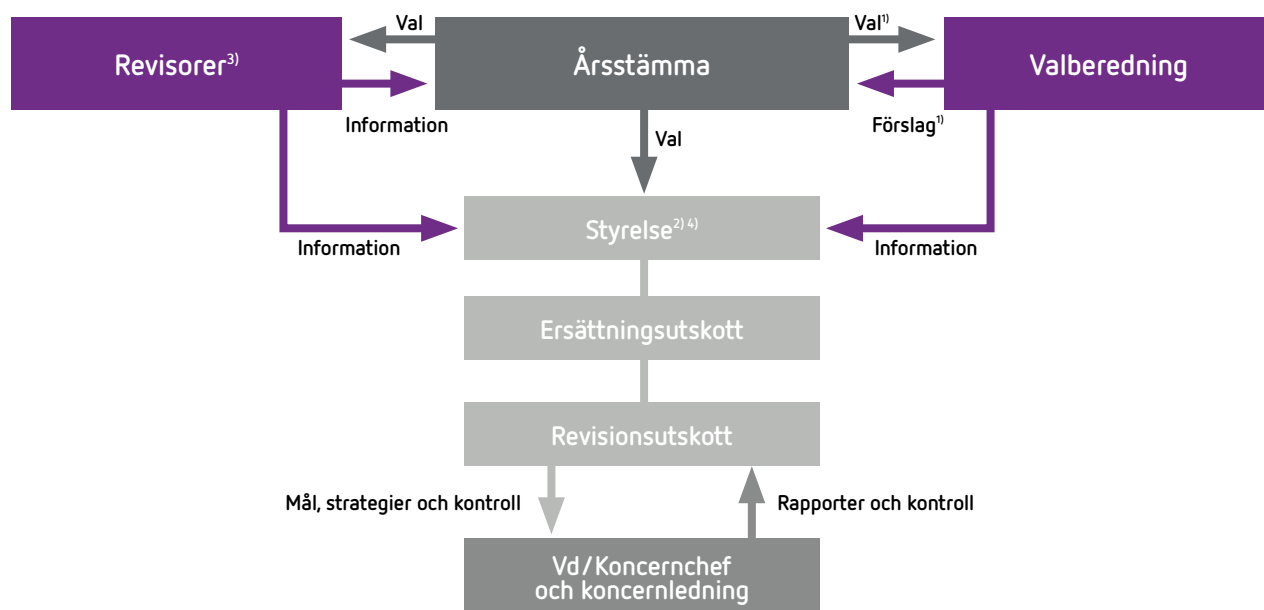 Val
Val1)
Revisorer3)
Årsstämma
Valberedning
Information
Förslag1)
Val
Styrelse2) 4)
Information
Information
Ersättningsutskott
Revisionsutskott
Mål, strategier och kontroll
Rapporter och kontroll
Vd/Koncernchef
och koncernledning